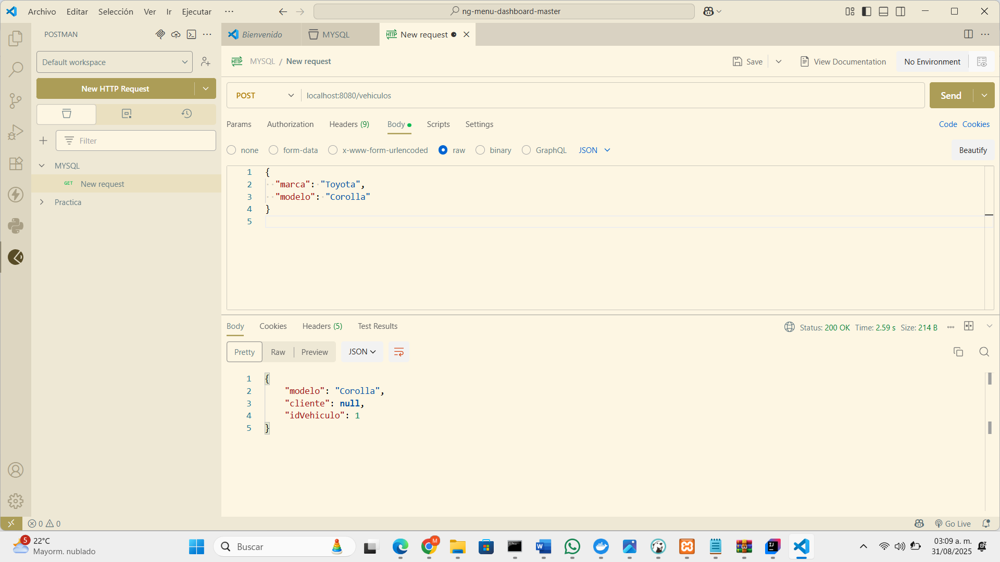 Archivo Editar Selección Ver Ir Ejecutar ··· ng-menu-dashboard-master
POSTMAN
Bienvenido MYSQL New request
Default workspace
MYSQL / New request Save View Documentation No Environment
New HTTP Request
POST localhost:8080/vehiculos Send
Params Authorization Headers (9) Body Scripts Settings Code Cookies
Filter
none form-data x-www-form-urlencoded raw binary GraphQL JSON Beautify
MYSQL
GET New request
Practica
1 {
2 "marca": "Toyota",
3 "modelo": "Corolla"
4 }
5
Body Cookies Headers (5) Test Results Status: 200 OK Time: 2.59 s Size: 214 B
Pretty Raw Preview JSON
1 {
2 "modelo": "Corolla",
3 "cliente": null,
4 "idVehiculo": 1
5 }
0 0 Go Live
5 22°C
Mayorm. nublado
Buscar
M
W
IJ
03:09 a. m.
31/08/2025